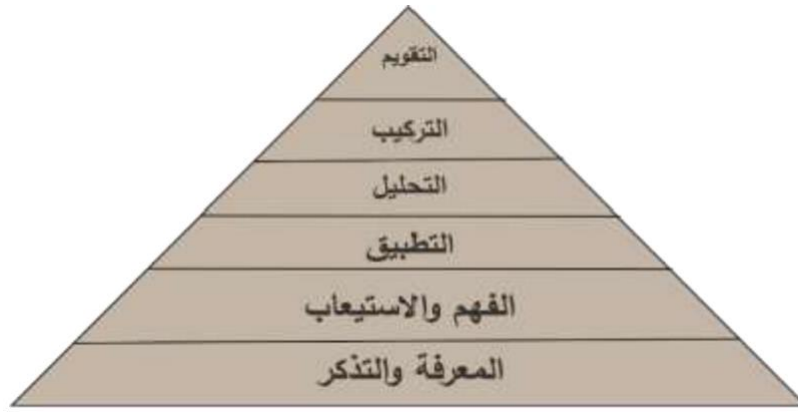 التقويم
التركيب
التحليل
التطبيق
الفهم والاستيعاب
المعرفة والتذكر